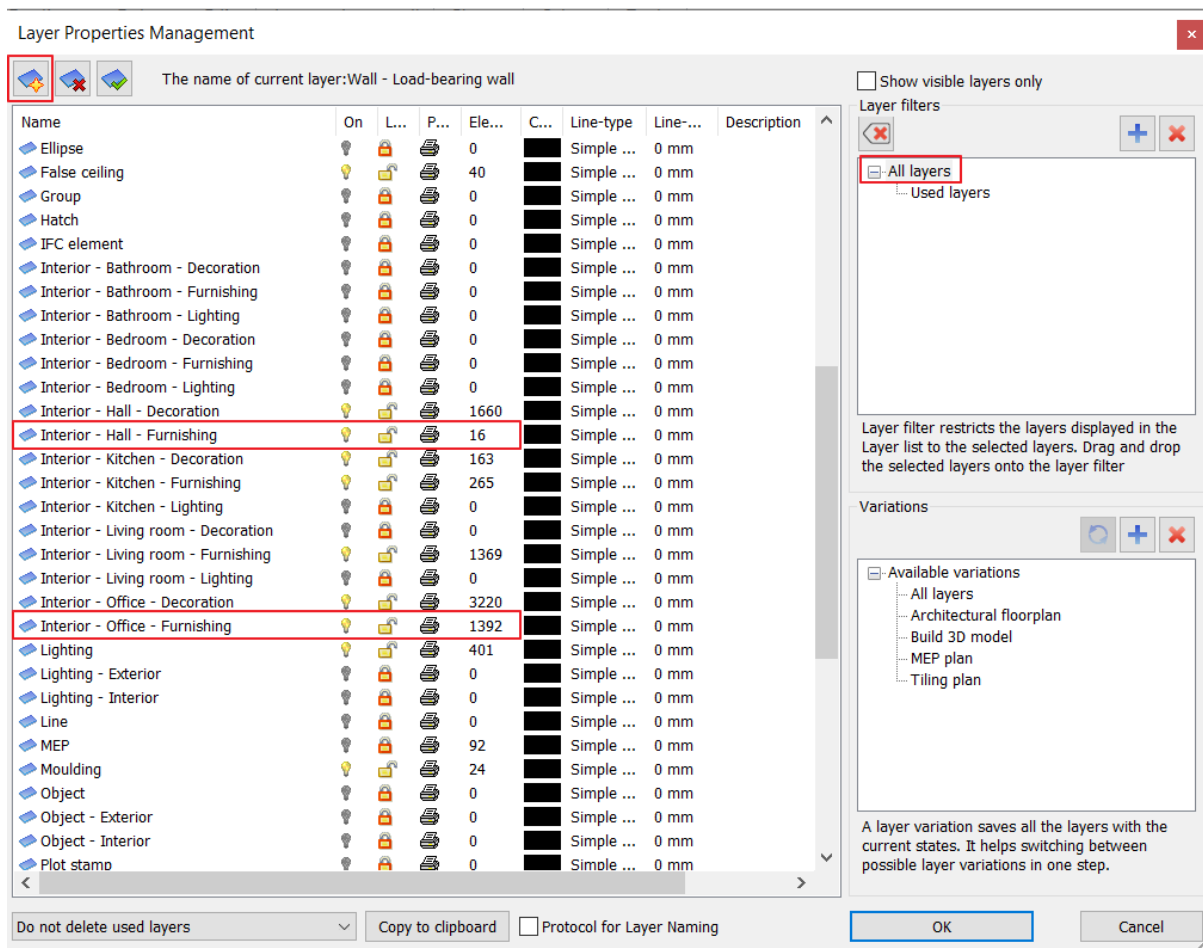 Layer Properties Management
The name of current layer:Wall - Load-bearing wall
Show visible layers only
Layer filters
Name On L... P... Ele... C... Line-type Line-... Description
Ellipse 0 Simple ... 0 mm
False ceiling 40 Simple ... 0 mm
Group 0 Simple ... 0 mm
Hatch 0 Simple ... 0 mm
IFC element 0 Simple ... 0 mm
Interior - Bathroom - Decoration 0 Simple ... 0 mm
Interior - Bathroom - Furnishing 0 Simple ... 0 mm
Interior - Bathroom - Lighting 0 Simple ... 0 mm
Interior - Bedroom - Decoration 0 Simple ... 0 mm
Interior - Bedroom - Furnishing 0 Simple ... 0 mm
Interior - Bedroom - Lighting 0 Simple ... 0 mm
Interior - Hall - Decoration 1660 Simple ... 0 mm
Interior - Hall - Furnishing 16 Simple ... 0 mm
Interior - Kitchen - Decoration 163 Simple ... 0 mm
Interior - Kitchen - Furnishing 265 Simple ... 0 mm
Interior - Kitchen - Lighting 0 Simple ... 0 mm
Interior - Living room - Decoration 0 Simple ... 0 mm
Interior - Living room - Furnishing 1369 Simple ... 0 mm
Interior - Living room - Lighting 0 Simple ... 0 mm
Interior - Office - Decoration 3220 Simple ... 0 mm
Interior - Office - Furnishing 1392 Simple ... 0 mm
Lighting 401 Simple ... 0 mm
Lighting - Exterior 0 Simple ... 0 mm
Lighting - Interior 0 Simple ... 0 mm
Line 0 Simple ... 0 mm
MEP 92 Simple ... 0 mm
Moulding 24 Simple ... 0 mm
Object 0 Simple ... 0 mm
Object - Exterior 0 Simple ... 0 mm
Object - Interior 0 Simple ... 0 mm
Plot stamp 0 Simple ... 0 mm
All layers
Used layers
Layer filter restricts the layers displayed in the
Layer list to the selected layers. Drag and drop
the selected layers onto the layer filter
Variations
Available variations
All layers
Architectural floorplan
Build 3D model
MEP plan
Tiling plan
A layer variation saves all the layers with the
current states. It helps switching between
possible layer variations in one step.
Do not delete used layers
Copy to clipboard
Protocol for Layer Naming
OK
Cancel